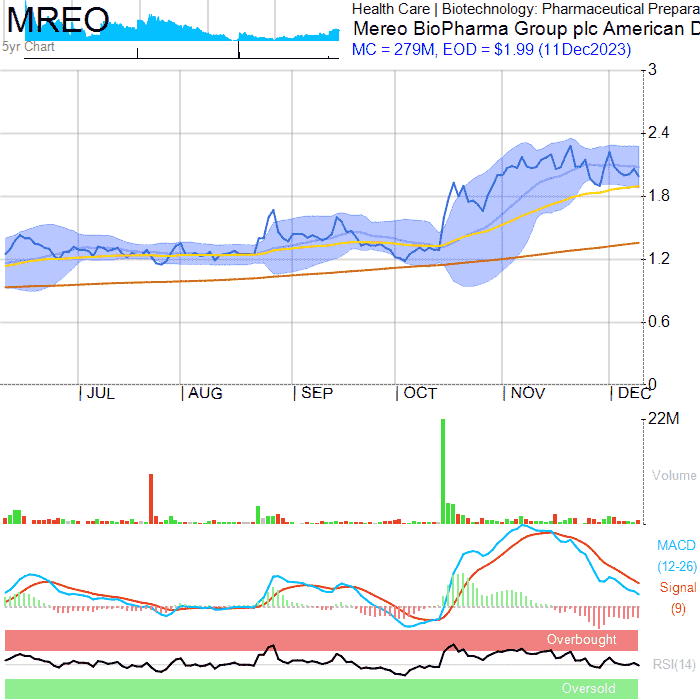 MREO
5yr Chart
Health Care | Biotechnology: Pharmaceutical Prepara
Mereo BioPharma Group plc American D
MC = 279M, EOD = $1.99 (11Dec2023)
3
2.4
1.8
1.2
0.6
0
JUL AUG SEP OCT NOV DEC
22M
Volume
MACD
(12-26)
Signal
(9)
Overbought
RSI(14)
Oversold